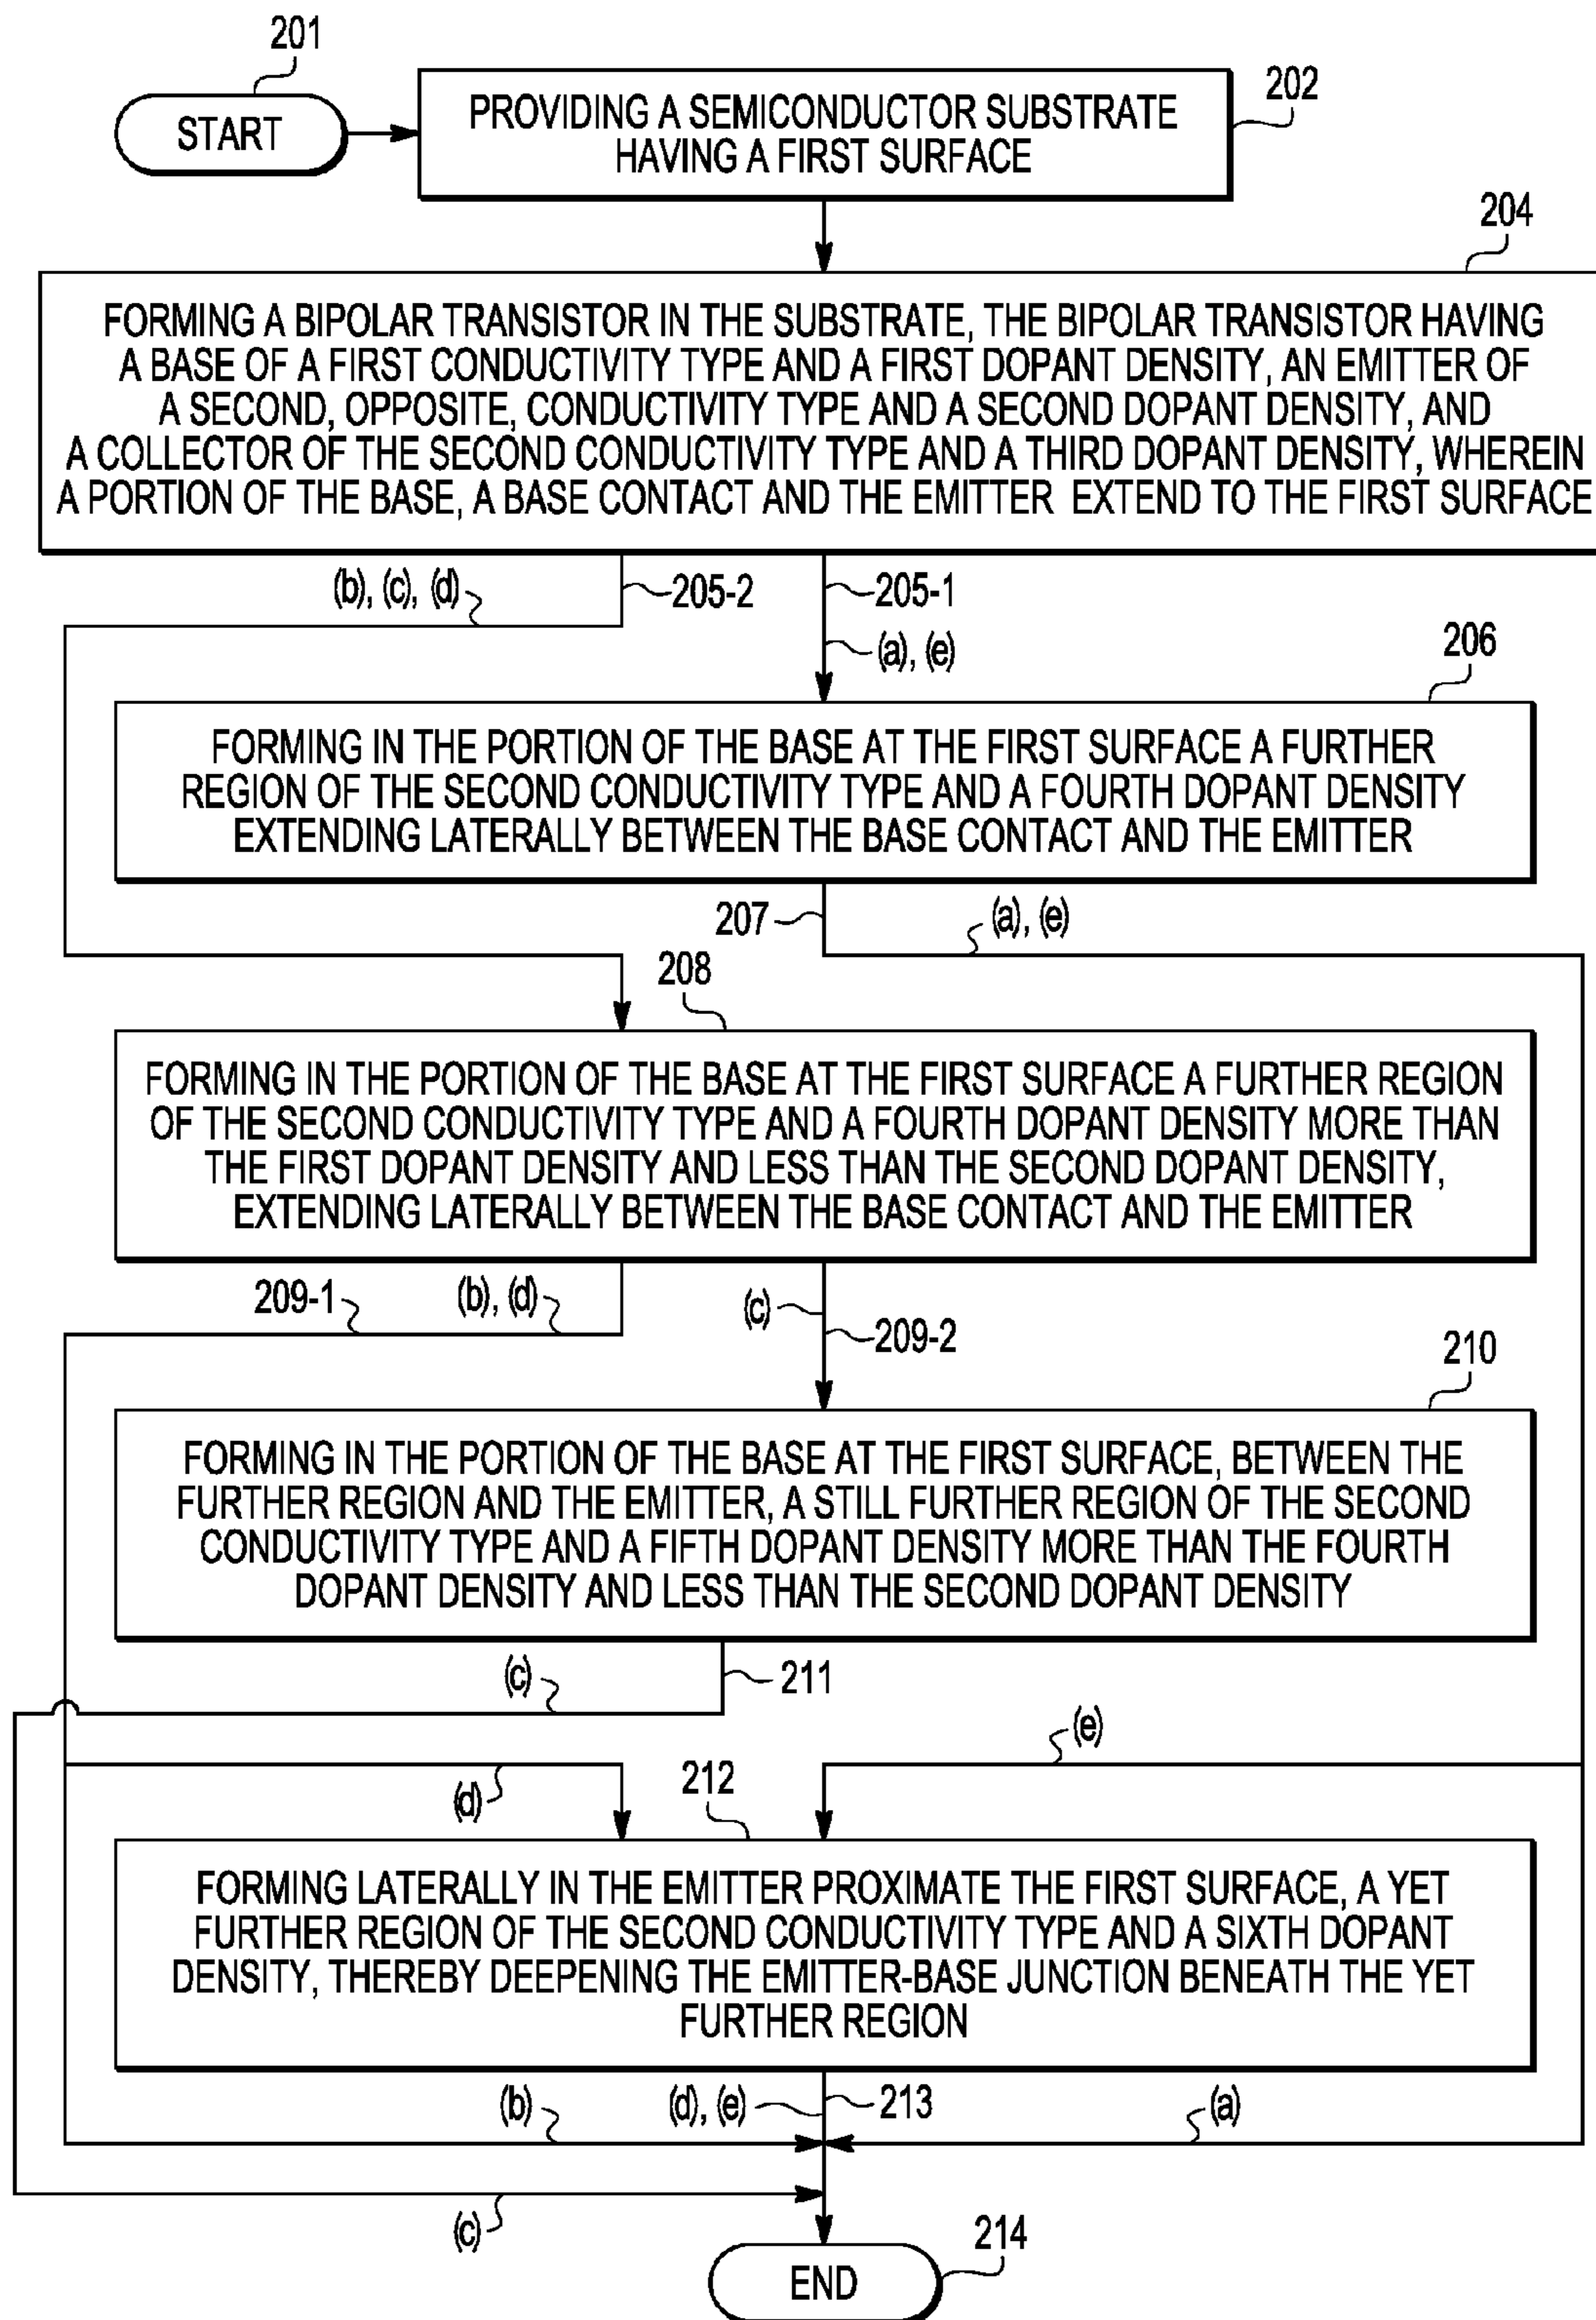 201
START
PROVIDING A SEMICONDUCTOR SUBSTRATE
HAVING A FIRST SURFACE
202
204
FORMING A BIPOLAR TRANSISTOR IN THE SUBSTRATE, THE BIPOLAR TRANSISTOR HAVING
A BASE OF A FIRST CONDUCTIVITY TYPE AND A FIRST DOPANT DENSITY, AN EMITTER OF
A SECOND, OPPOSITE, CONDUCTIVITY TYPE AND A SECOND DOPANT DENSITY, AND
A COLLECTOR OF THE SECOND CONDUCTIVITY TYPE AND A THIRD DOPANT DENSITY, WHEREIN
A PORTION OF THE BASE, A BASE CONTACT AND THE EMITTER EXTEND TO THE FIRST SURFACE
(b), (c), (d)
205-2
205-1
(a), (e)
206
FORMING IN THE PORTION OF THE BASE AT THE FIRST SURFACE A FURTHER
REGION OF THE SECOND CONDUCTIVITY TYPE AND A FOURTH DOPANT DENSITY
EXTENDING LATERALLY BETWEEN THE BASE CONTACT AND THE EMITTER
207
(a), (e)
208
FORMING IN THE PORTION OF THE BASE AT THE FIRST SURFACE A FURTHER REGION
OF THE SECOND CONDUCTIVITY TYPE AND A FOURTH DOPANT DENSITY MORE THAN
THE FIRST DOPANT DENSITY AND LESS THAN THE SECOND DOPANT DENSITY,
EXTENDING LATERALLY BETWEEN THE BASE CONTACT AND THE EMITTER
209-1
(b), (d)
(c)
209-2
210
FORMING IN THE PORTION OF THE BASE AT THE FIRST SURFACE, BETWEEN THE
FURTHER REGION AND THE EMITTER, A STILL FURTHER REGION OF THE SECOND
CONDUCTIVITY TYPE AND A FIFTH DOPANT DENSITY MORE THAN THE FOURTH
DOPANT DENSITY AND LESS THAN THE SECOND DOPANT DENSITY
(c)
211
(e)
(d)
212
FORMING LATERALLY IN THE EMITTER PROXIMATE THE FIRST SURFACE, A YET
FURTHER REGION OF THE SECOND CONDUCTIVITY TYPE AND A SIXTH DOPANT
DENSITY, THEREBY DEEPENING THE EMITTER-BASE JUNCTION BENEATH THE YET
FURTHER REGION
(b)
(d), (e)
213
(a)
(c)
214
END